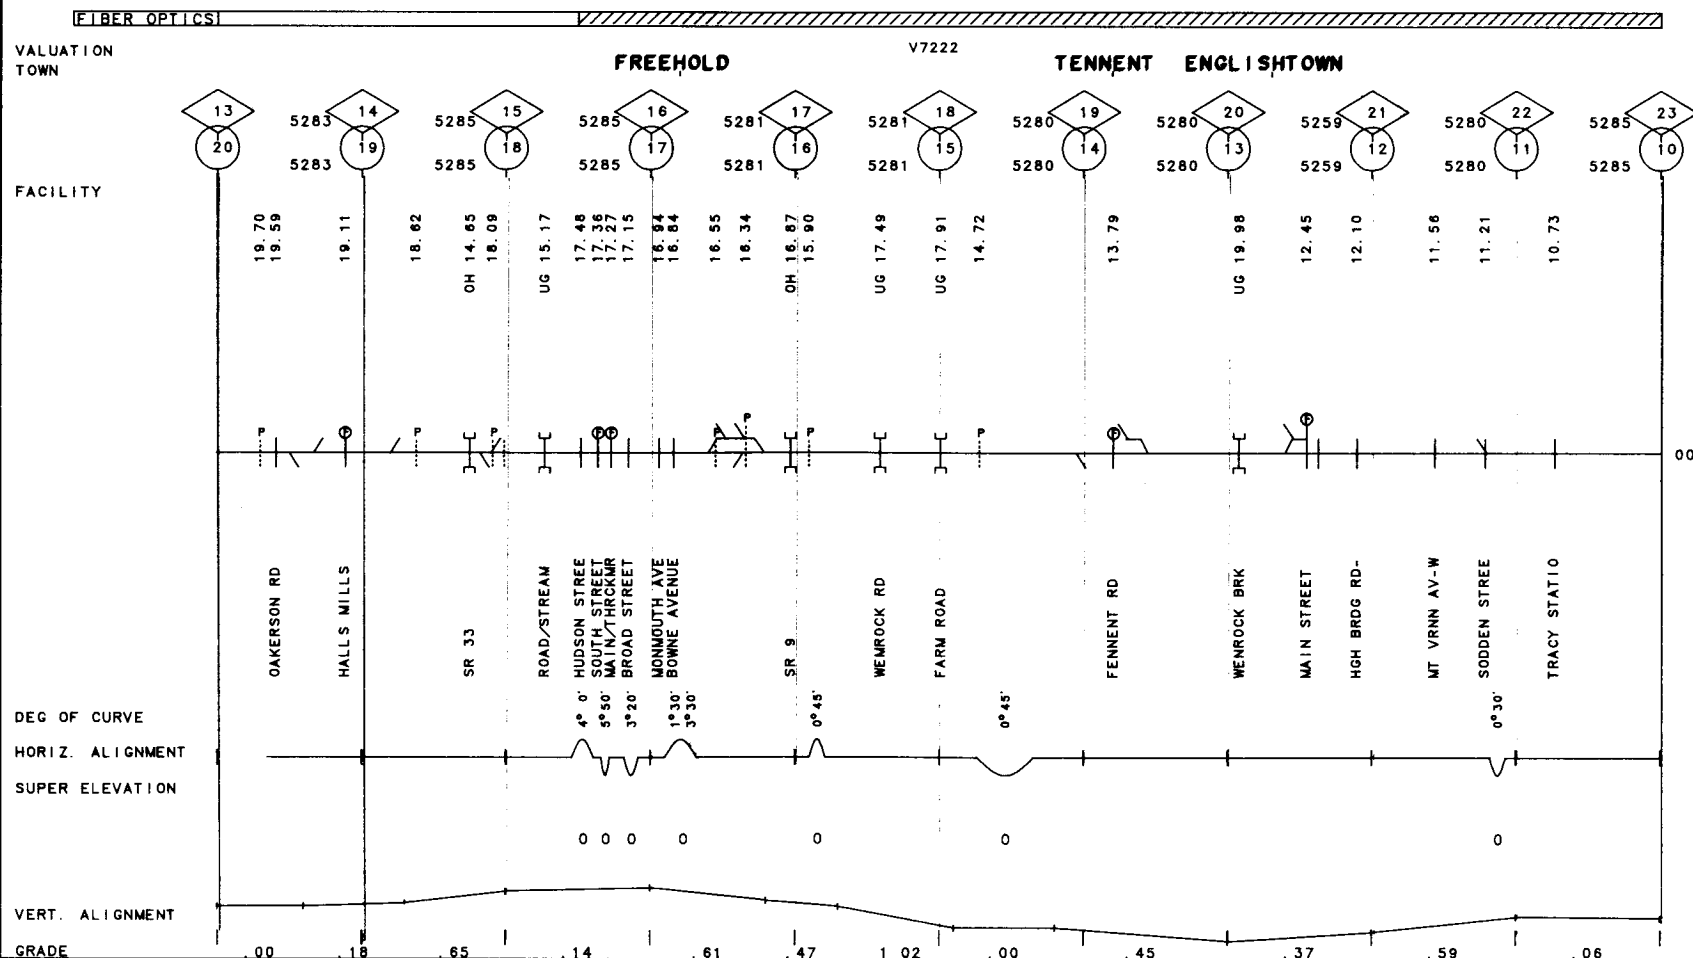 FIBER OPTICS
VALUATION V7222
TOWN FREEHOLD TENNENT ENGLISHTOWN
13 14 15 16 17 18 19 20 21 22 23
5283 5285 5285 5281 5281 5280 5280 5259 5280 5285
20 19 18 17 16 15 14 13 12 11 10
5283 5285 5285 5281 5281 5280 5280 5259 5280 5285
FACILITY
19.70
19.59
19.11
18.62
OH 14.65
18.09
UG 15.17
17.48
17.36
17.27
17.15
16.94
16.84
16.55
16.34
OH 16.87
15.90
UG 17.49
UG 17.91
14.72
13.79
UG 19.98
12.45
12.10
11.56
11.21
10.73
P F P P F F P P P P F F
00
OAKERSON RD
HALLS MILLS
SR 33
ROAD/STREAM
HUDSON STREE
SOUTH STREET
MAIN/THRCKMR
BROAD STREET
MONMOUTH AVE
BOWNE AVENUE
SR 9
WEMROCK RD
FARM ROAD
FENNENT RD
WENROCK BRK
MAIN STREET
HGH BRDG RD-
MT VRNN AV-W
SODDEN STREE
TRACY STATIO
DEG OF CURVE 4° 0' 5°50' 3°20' 1°30' 3°30' 0°45' 0°45' 0°30'
HORIZ. ALIGNMENT
SUPER ELEVATION
0 0 0 0 0 0 0
VERT. ALIGNMENT
GRADE .00 .18 .65 .14 .61 .47 1 02 .00 .45 .37 .59 .06